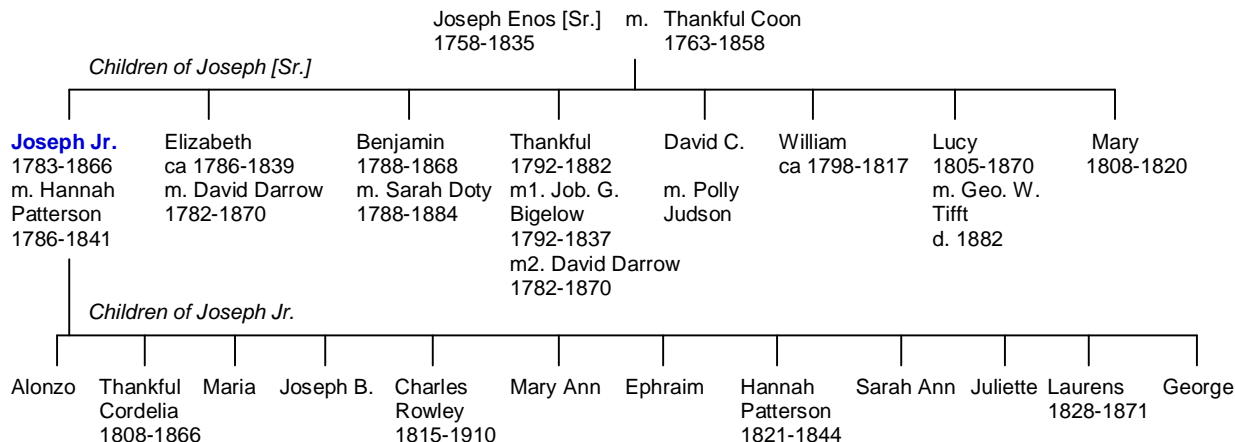 Joseph Enos [Sr.] m. Thankful Coon
1758-1835 1763-1858
Children of Joseph [Sr.]
Joseph Jr.
1783-1866
m. Hannah
Patterson
1786-1841
Elizabeth
ca 1786-1839
m. David Darrow
1782-1870
Benjamin
1788-1868
m. Sarah Doty
1788-1884
Thankful
1792-1882
m1. Job. G.
Bigelow
1792-1837
m2. David Darrow
1782-1870
David C.
m. Polly
Judson
William
ca 1798-1817
Lucy
1805-1870
m. Geo. W.
Tifft
d. 1882
Mary
1808-1820
Children of Joseph Jr.
Alonzo
Thankful
Cordelia
1808-1866
Maria
Joseph B.
Charles
Rowley
1815-1910
Mary Ann
Ephraim
Hannah
Patterson
1821-1844
Sarah Ann
Juliette
Laurens
1828-1871
George